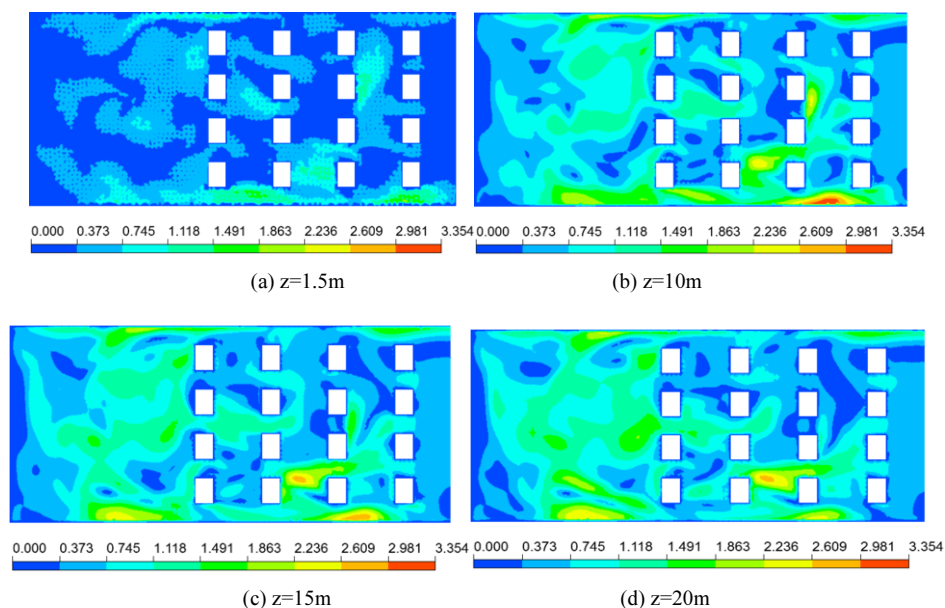 0.000 0.373 0.745 1.118 1.491 1.863 2.236 2.609 2.981 3.354
(a) z=1.5m
0.000 0.373 0.745 1.118 1.491 1.863 2.236 2.609 2.981 3.354
(b) z=10m
0.000 0.373 0.745 1.118 1.491 1.863 2.236 2.609 2.981 3.354
(c) z=15m
0.000 0.373 0.745 1.118 1.491 1.863 2.236 2.609 2.981 3.354
(d) z=20m